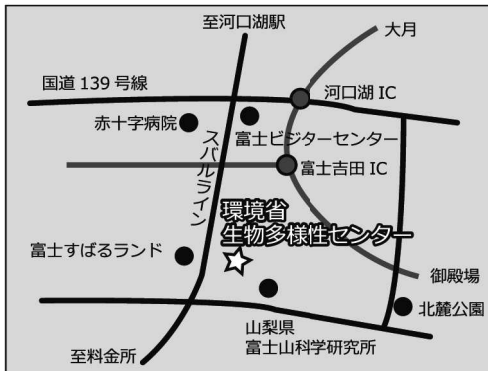 至河口湖駅
大月
国道 139 号線
河口湖 IC
赤十字病院
富士ビジターセンター
スバルライン
富士吉田 IC
環境省
生物多様性センター
富士すばるランド
御殿場
北麓公園
山梨県
富士山科学研究所
至料金所